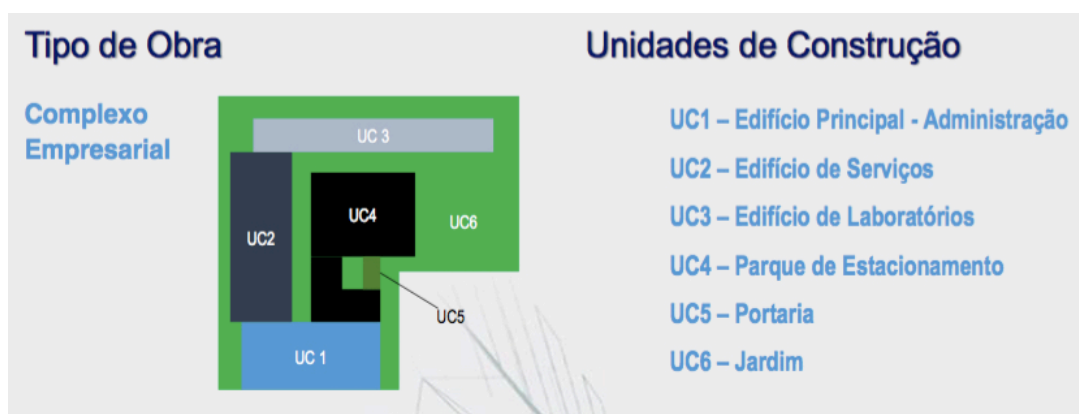 Tipo de Obra
Unidades de Construção
Complexo
Empresarial
UC 3
UC2
UC4
UC6
UC5
UC 1
UC1 – Edifício Principal - Administração
UC2 – Edifício de Serviços
UC3 – Edifício de Laboratórios
UC4 – Parque de Estacionamento
UC5 – Portaria
UC6 – Jardim